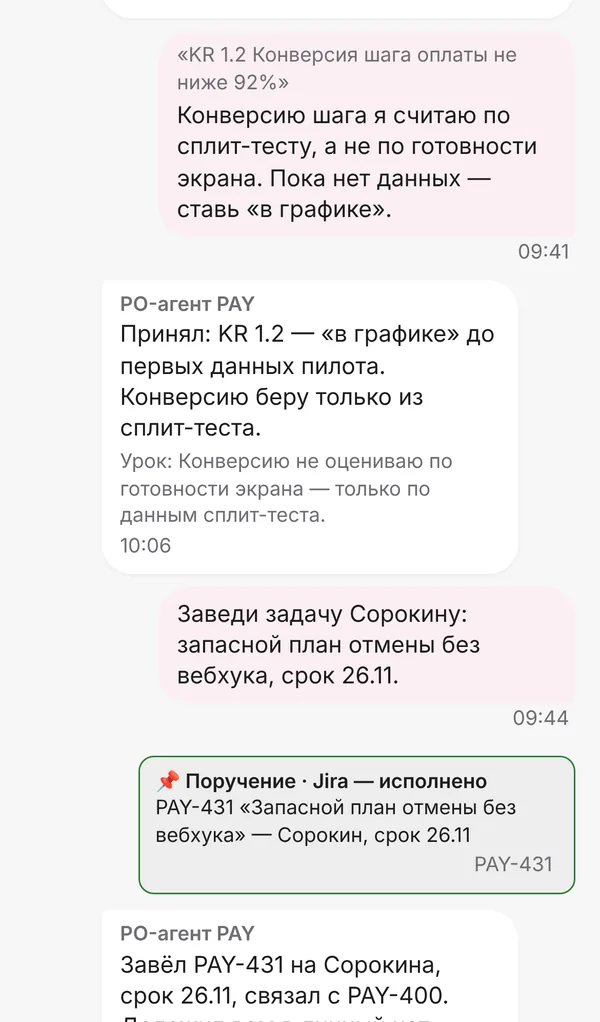 «KR 1.2 Конверсия шага оплаты не
ниже 92%»
Конверсию шага я считаю по
сплит-тесту, а не по готовности
экрана. Пока нет данных —
ставь «в графике».
09:41
РО-агент PAY
Принял: KR 1.2 — «в графике» до
первых данных пилота.
Конверсию беру только из
сплит-теста.
Урок: Конверсию не оцениваю по
готовности экрана — только по
данным сплит-теста.
10:06
Заведи задачу Сорокину:
запасной план отмены без
вебхука, срок 26.11.
09:44
📌 Поручение · Jira — исполнено
PAY-431 «Запасной план отмены без
вебхука» — Сорокин, срок 26.11
PAY-431
РО-агент PAY
Завёл PAY-431 на Сорокина,
срок 26.11, связал с PAY-400.